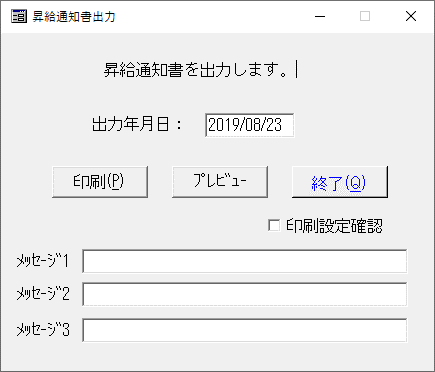 昇給通知書出力
昇給通知書を出力します。
出力年月日： 2019/08/23
印刷(P) ﾌﾟﾚﾋﾞｭｰ 終了(Q)
印刷設定確認
ﾒｯｾｰｼﾞ1
ﾒｯｾｰｼﾞ2
ﾒｯｾｰｼﾞ3